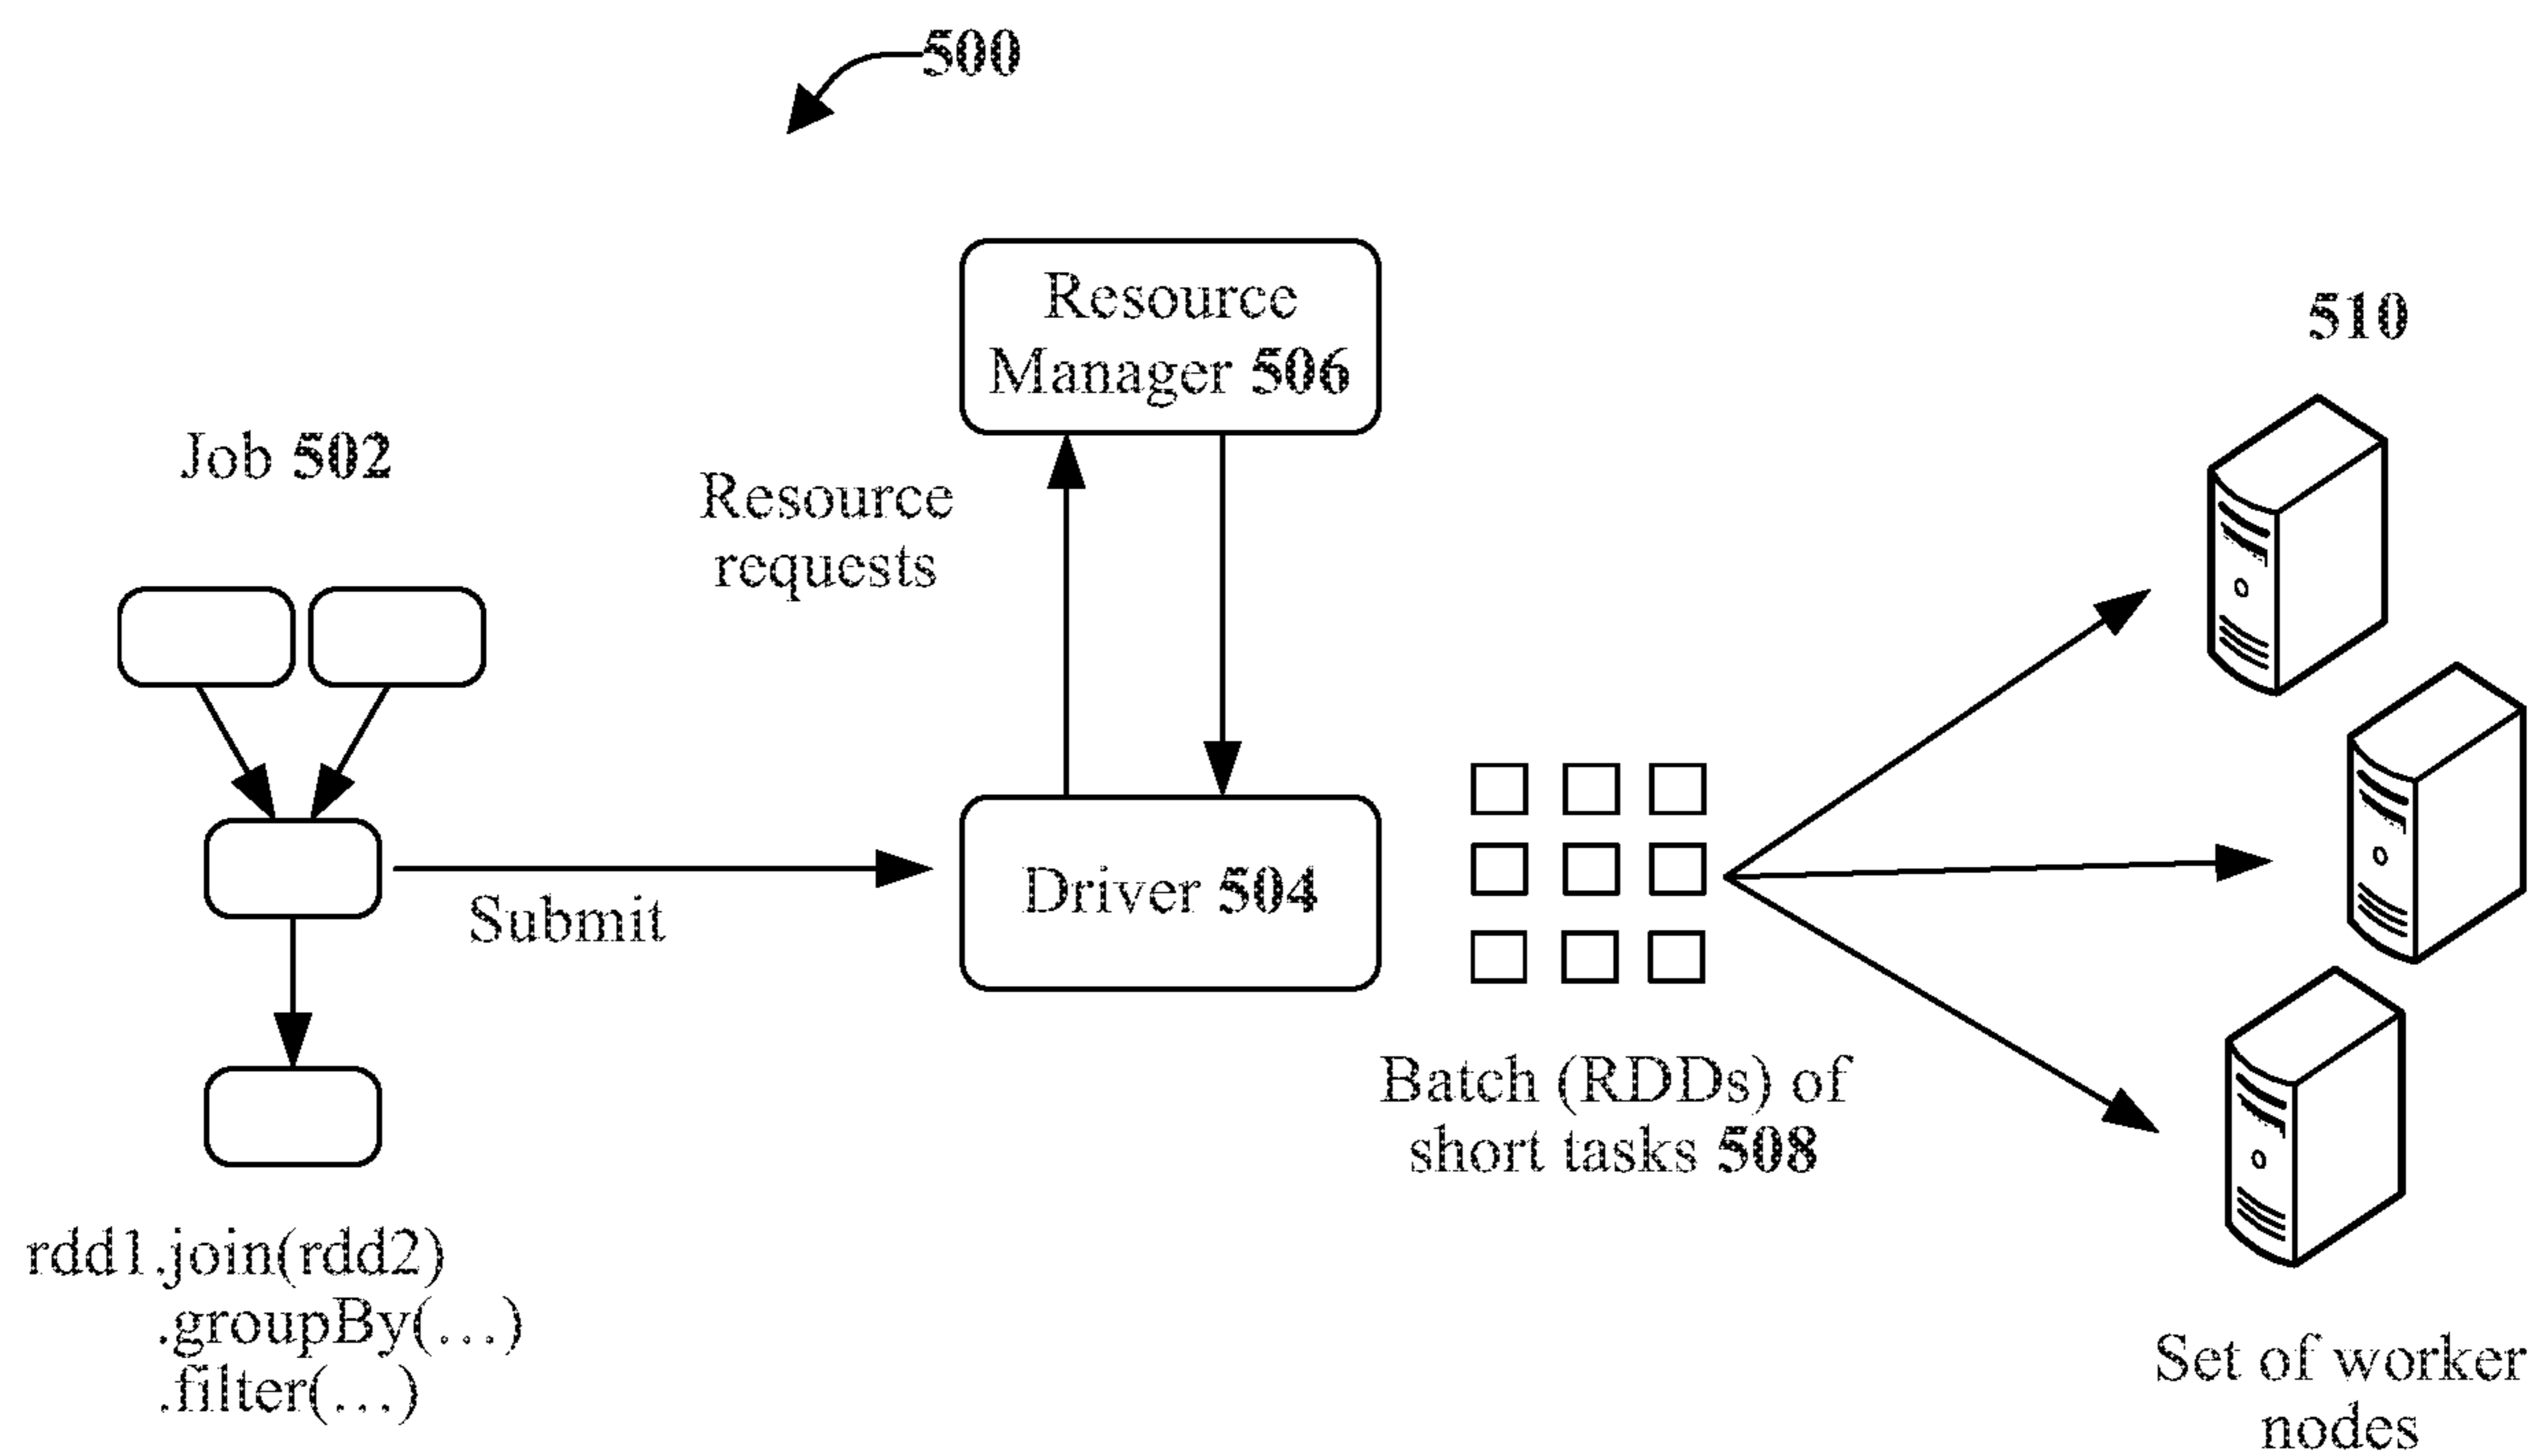 500
Resource
Manager 506
510
Job 502
Resource
requests
Driver 504
Submit
Batch (RDDs) of
short tasks 508
rdd1.join(rdd2)
.groupBy(…)
.filter(…)
Set of worker
nodes